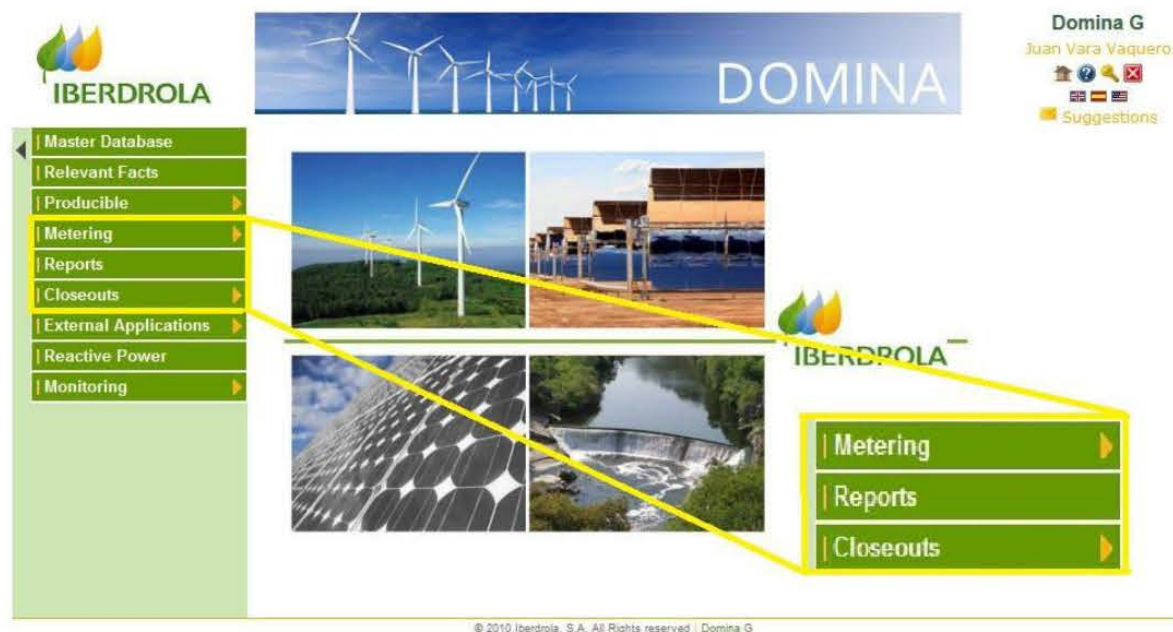 IBERDROLA
DOMINA
Domina G
Juan Vara Vaquero
Suggestions
Master Database
Relevant Facts
Producible
Metering
Reports
Closeouts
External Applications
Reactive Power
Monitoring
IBERDROLA
Metering
Reports
Closeouts
© 2010 Iberdrola, S.A. All Rights reserved | Domina G